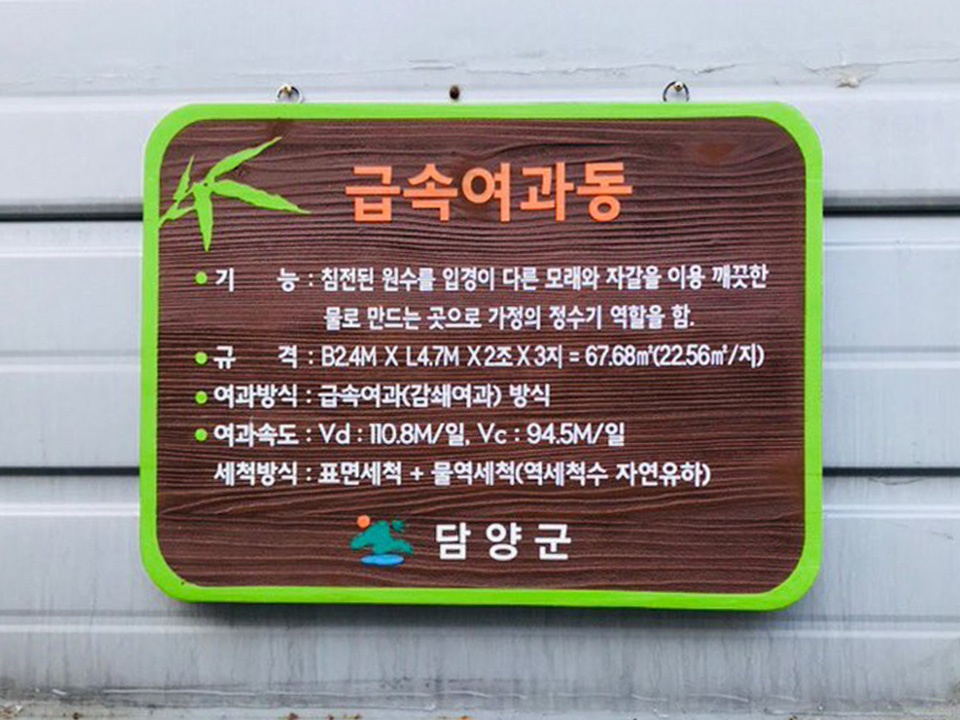 급속여과동
기 능 : 침전된 원수를 입경이 다른 모래와 자갈을 이용 깨끗한
물로 만드는 곳으로 가정의 정수기 역할을 함.
규 격 : B2.4M X L4.7M X 2조 X 3지 = 67.68㎡(22.56㎡/지)
여과방식 : 급속여과(감쇄여과) 방식
여과속도 : Vd : 110.8M/일, Vc : 94.5M/일
세척방식 : 표면세척 + 물역세척(역세척수 자연유하)
담양군